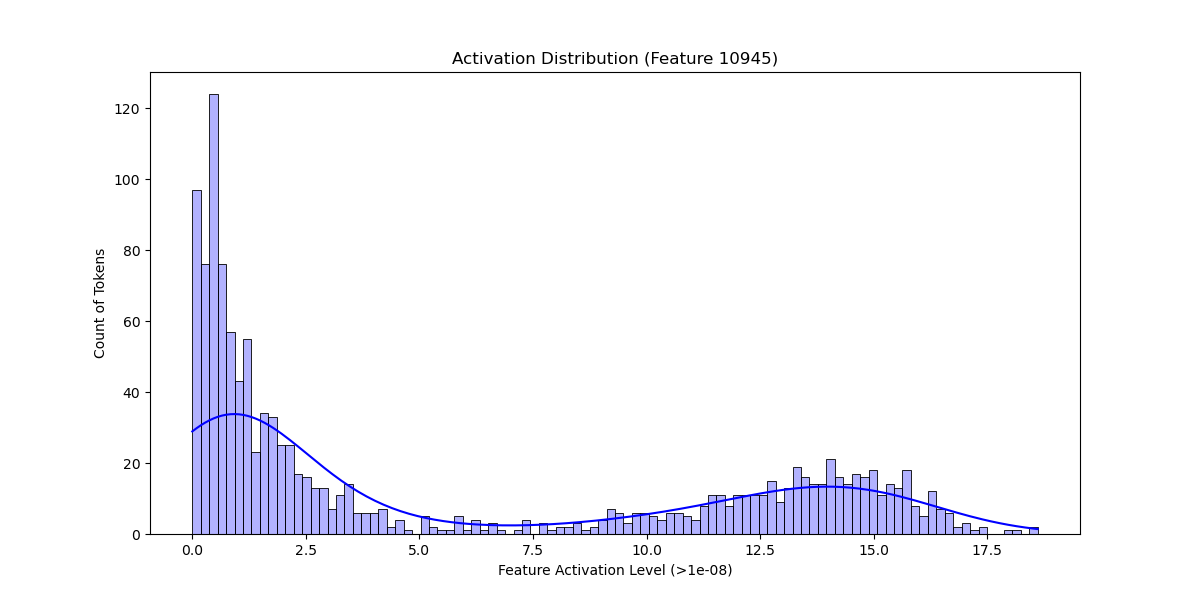 Activation Distribution (Feature 10945)
120
100
80
60
40
20
0
Count of Tokens
0.0 2.5 5.0 7.5 10.0 12.5 15.0 17.5
Feature Activation Level (>1e-08)